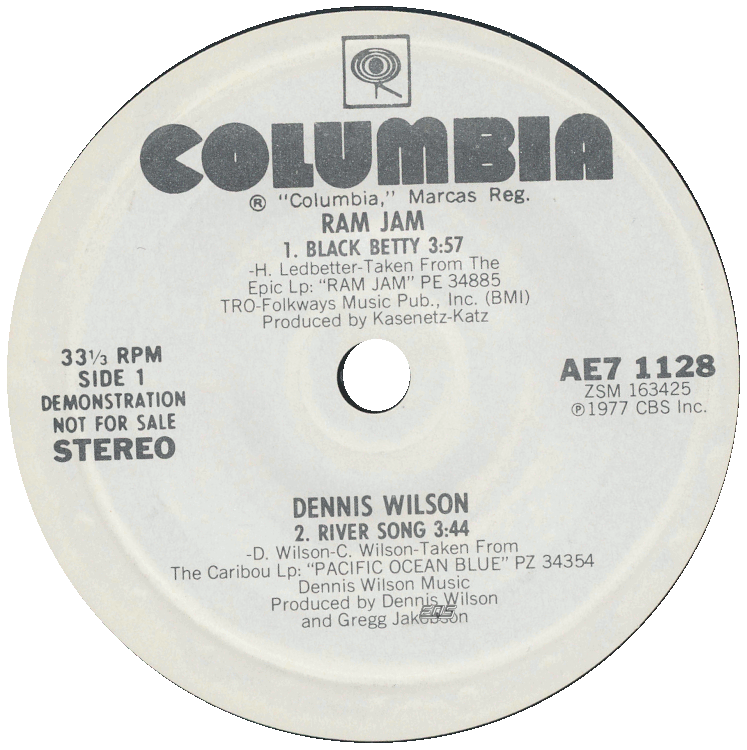 COLUMBIA
® "Columbia," Marcas Reg.
RAM JAM
1. BLACK BETTY 3:57
-H. Ledbetter-Taken From The
Epic Lp: "RAM JAM" PE 34885
TRO-Folkways Music Pub., Inc. (BMI)
Produced by Kasenetz-Katz
33⅓ RPM
SIDE 1
DEMONSTRATION
NOT FOR SALE
STEREO
AE7 1128
ZSM 163425
℗1977 CBS Inc.
DENNIS WILSON
2. RIVER SONG 3:44
-D. Wilson-C. Wilson-Taken From
The Caribou Lp: "PACIFIC OCEAN BLUE" PZ 34354
Dennis Wilson Music
Produced by Dennis Wilson
and Gregg Jakobson